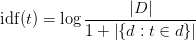 idf(t) = log |D| / (1 + |{d : t ∈ d}|)